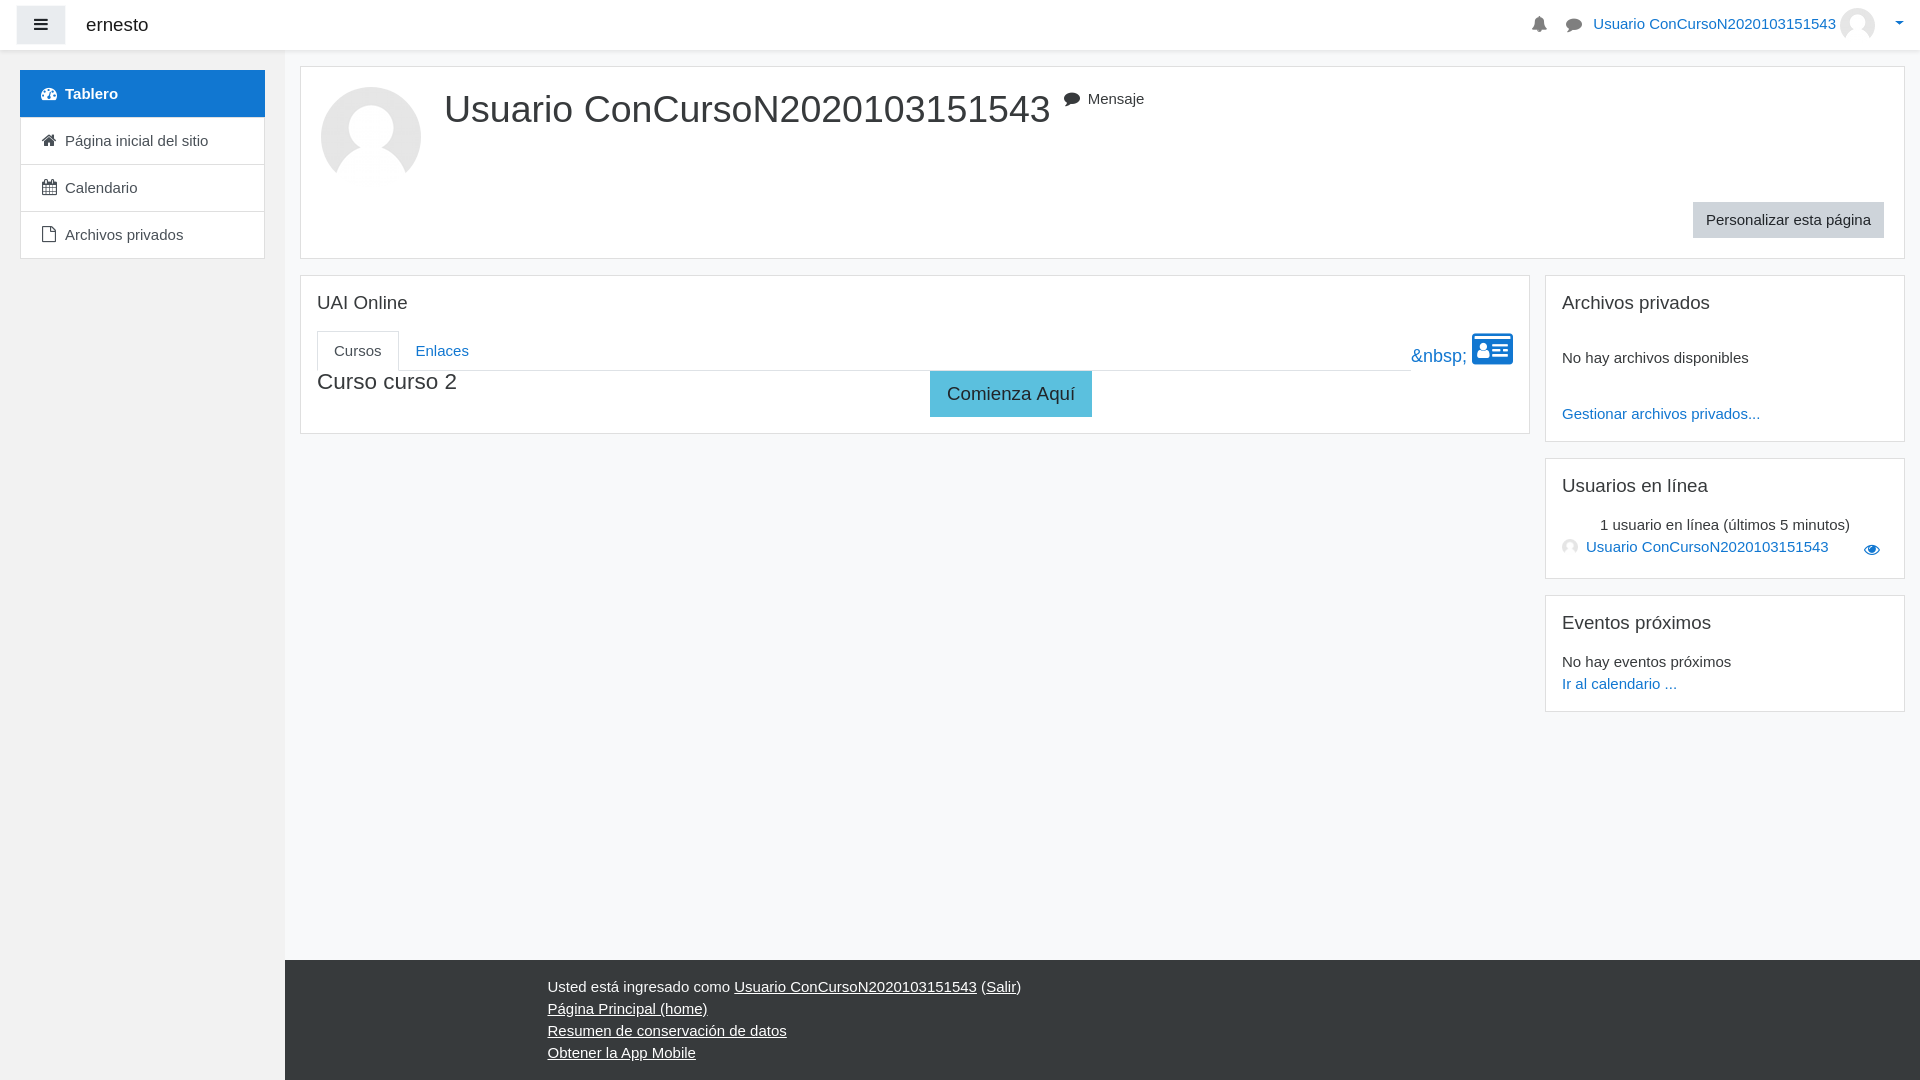 ernesto
Usuario ConCursoN2020103151543
Tablero
Página inicial del sitio
Calendario
Archivos privados
Usuario ConCursoN2020103151543
Mensaje
Personalizar esta página
UAI Online
Cursos
Enlaces
&nbsp;
Curso curso 2
Comienza Aquí
Archivos privados
No hay archivos disponibles
Gestionar archivos privados...
Usuarios en línea
1 usuario en línea (últimos 5 minutos)
Usuario ConCursoN2020103151543
Eventos próximos
No hay eventos próximos
Ir al calendario ...
Usted está ingresado como Usuario ConCursoN2020103151543 (Salir)
Página Principal (home)
Resumen de conservación de datos
Obtener la App Mobile